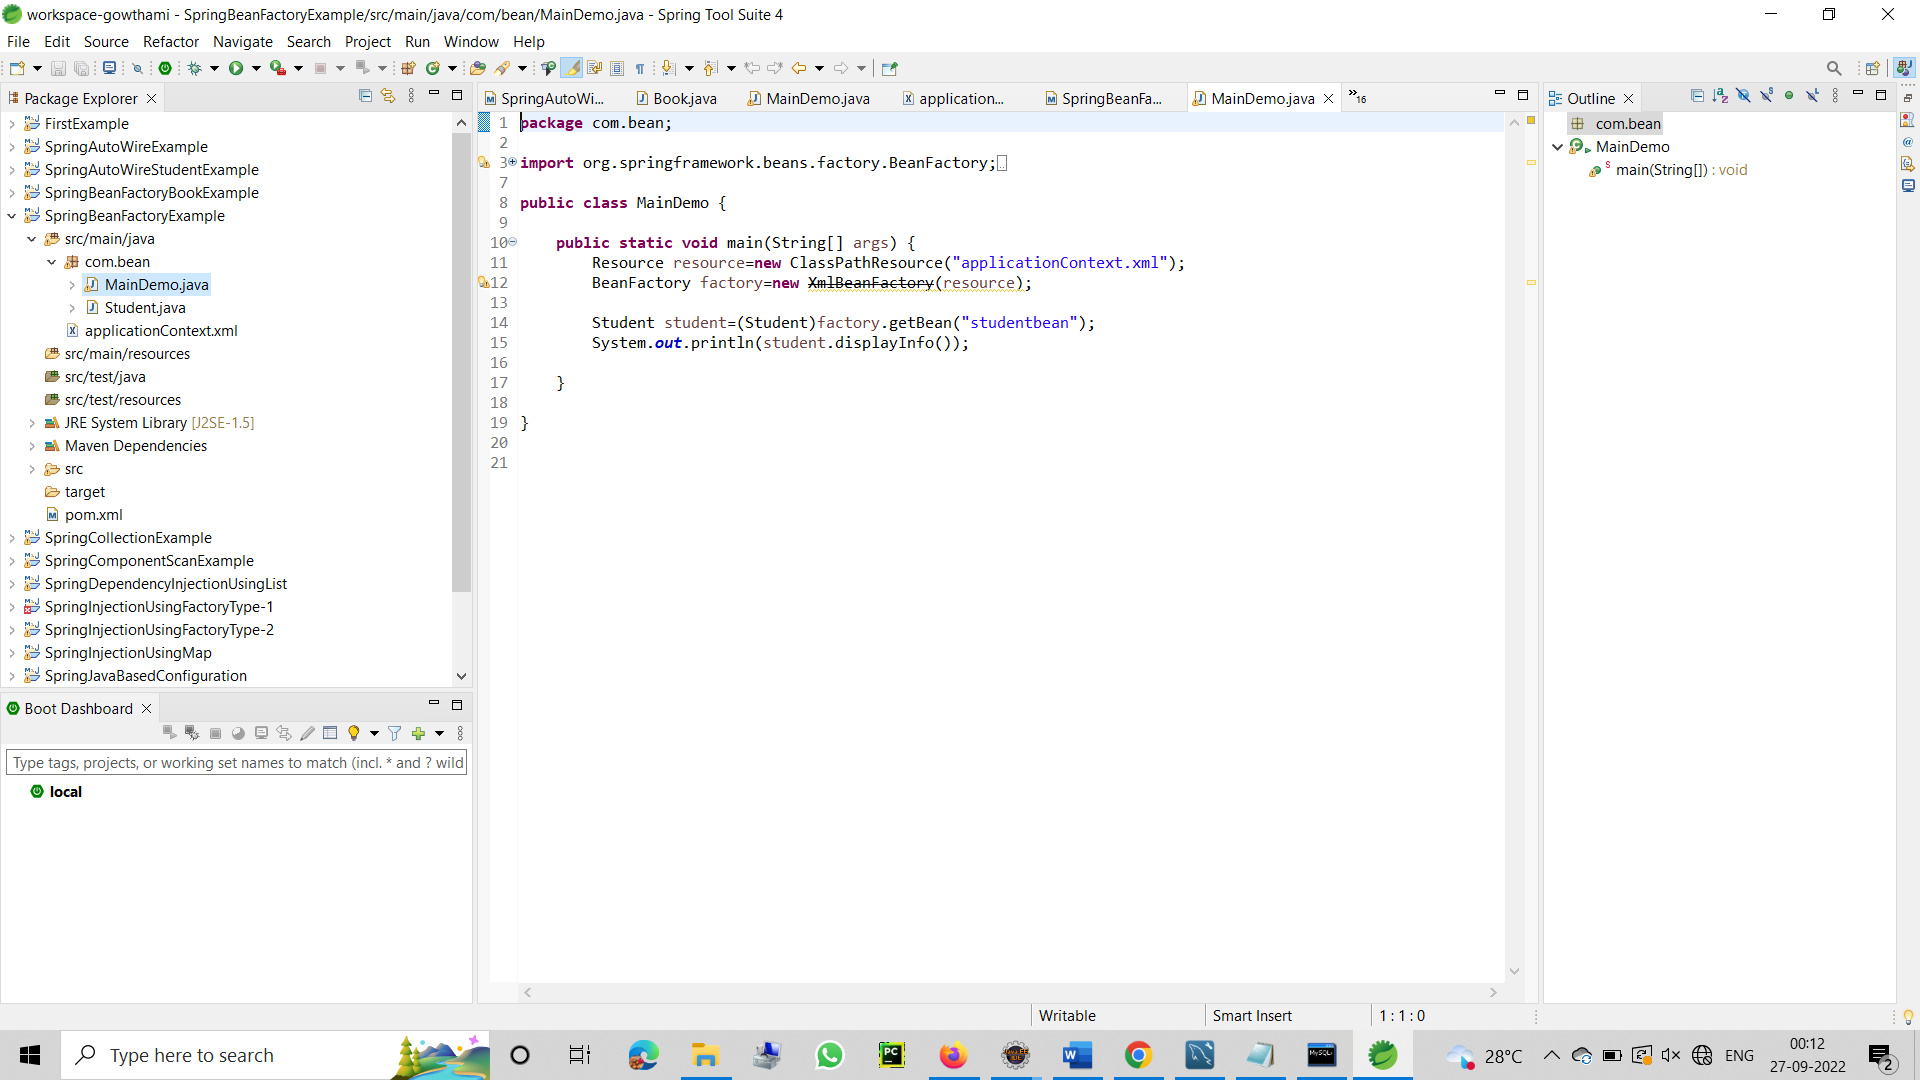 workspace-gowthami - SpringBeanFactoryExample/src/main/java/com/bean/MainDemo.java - Spring Tool Suite 4
File Edit Source Refactor Navigate Search Project Run Window Help
Package Explorer
FirstExample
SpringAutoWireExample
SpringAutoWireStudentExample
SpringBeanFactoryBookExample
SpringBeanFactoryExample
src/main/java
com.bean
MainDemo.java
Student.java
applicationContext.xml
src/main/resources
src/test/java
src/test/resources
JRE System Library [J2SE-1.5]
Maven Dependencies
src
target
pom.xml
SpringCollectionExample
SpringComponentScanExample
SpringDependencyInjectionUsingList
SpringInjectionUsingFactoryType-1
SpringInjectionUsingFactoryType-2
SpringInjectionUsingMap
SpringJavaBasedConfiguration
Boot Dashboard
Type tags, projects, or working set names to match (incl. * and ? wild
local
SpringAutoWi... Book.java MainDemo.java application... SpringBeanFa... MainDemo.java »16
1 package com.bean;
2
3 import org.springframework.beans.factory.BeanFactory;
7
8 public class MainDemo {
9
10 public static void main(String[] args) {
11 Resource resource=new ClassPathResource("applicationContext.xml");
12 BeanFactory factory=new XmlBeanFactory(resource);
13
14 Student student=(Student)factory.getBean("studentbean");
15 System.out.println(student.displayInfo());
16
17 }
18
19 }
20
21
Outline
com.bean
MainDemo
main(String[]) : void
Writable Smart Insert 1 : 1 : 0
Type here to search
PC
Java EE
IDE
W
MySQL
28°C
ENG
00:12
27-09-2022
2